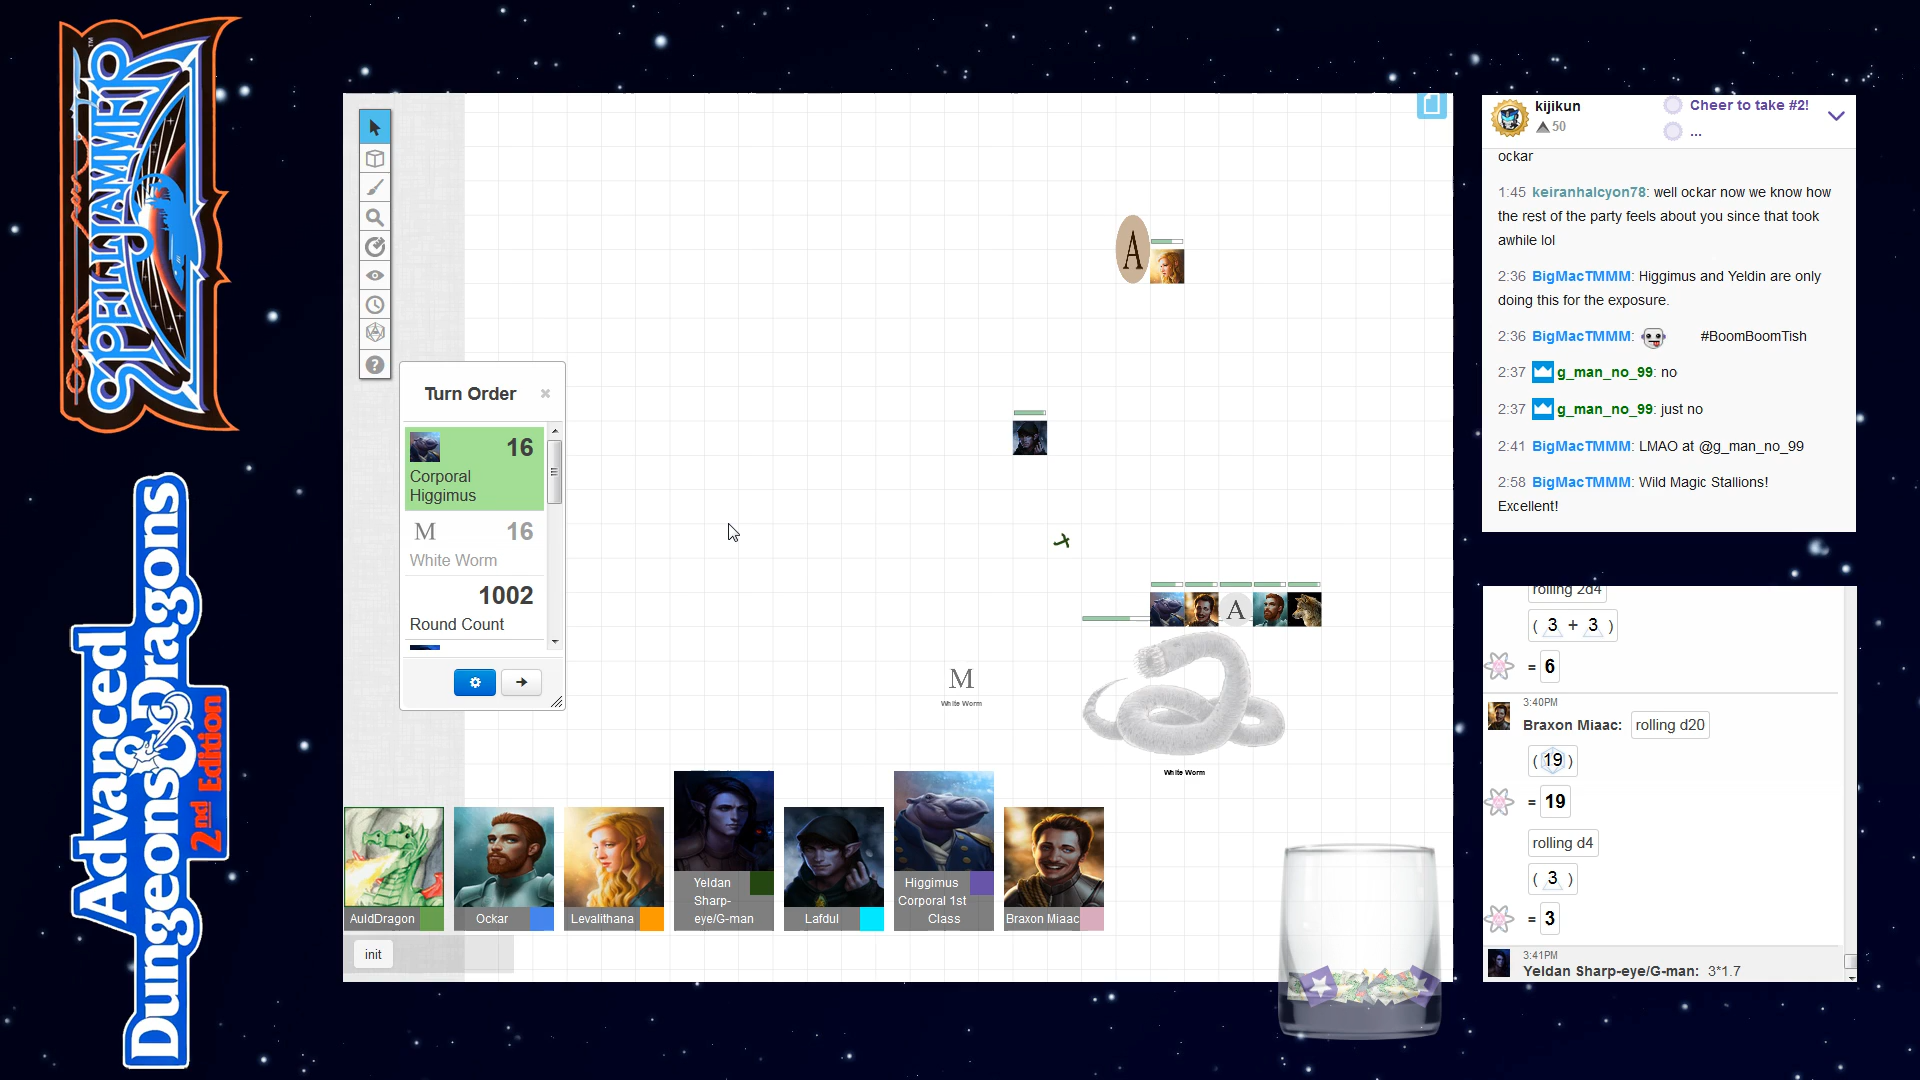 SPELLJAMMER
TM
Advanced
Dungeons & Dragons
2nd Edition
Turn Order
×
16
Corporal
Higgimus
M
16
White Worm
1002
Round Count
A
A
M
White Worm
White Worm
AuldDragon
Ockar
Levalithana
Yeldan
Sharp-
eye/G-man
Lafdul
Higgimus
Corporal 1st
Class
Braxon Miaac
init
kijikun
50
Cheer to take #2!
...
ockar
1:45 keiranhalcyon78: well ockar now we know how
the rest of the party feels about you since that took
awhile lol
2:36 BigMacTMMM: Higgimus and Yeldin are only
doing this for the exposure.
2:36 BigMacTMMM: #BoomBoomTish
2:37 g_man_no_99: no
2:37 g_man_no_99: just no
2:41 BigMacTMMM: LMAO at @g_man_no_99
2:58 BigMacTMMM: Wild Magic Stallions!
Excellent!
rolling 2d4
( 3 + 3 )
= 6
3:40PM
Braxon Miaac: rolling d20
( 19 )
= 19
rolling d4
( 3 )
= 3
3:41PM
Yeldan Sharp-eye/G-man: 3*1.7